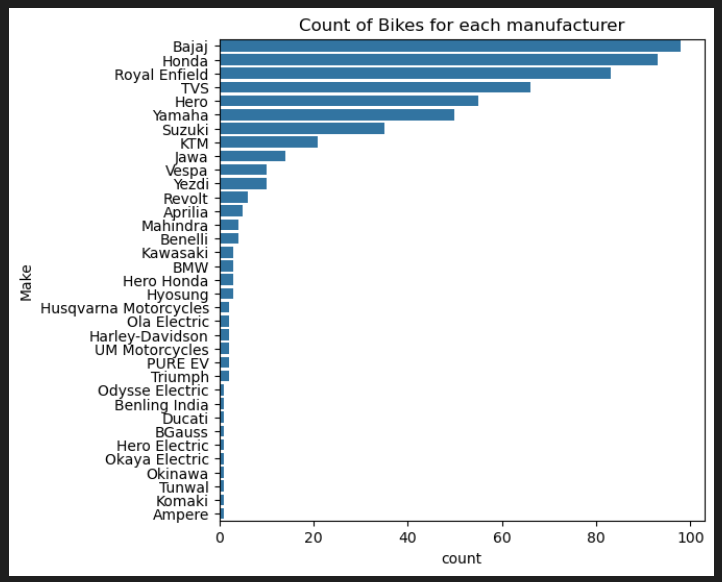 Count of Bikes for each manufacturer
Bajaj
Honda
Royal Enfield
TVS
Hero
Yamaha
Suzuki
KTM
Jawa
Vespa
Yezdi
Revolt
Aprilia
Mahindra
Benelli
Kawasaki
BMW
Hero Honda
Hyosung
Husqvarna Motorcycles
Ola Electric
Harley-Davidson
UM Motorcycles
PURE EV
Triumph
Odysse Electric
Benling India
Ducati
BGauss
Hero Electric
Okaya Electric
Okinawa
Tunwal
Komaki
Ampere
Make
0 20 40 60 80 100
count